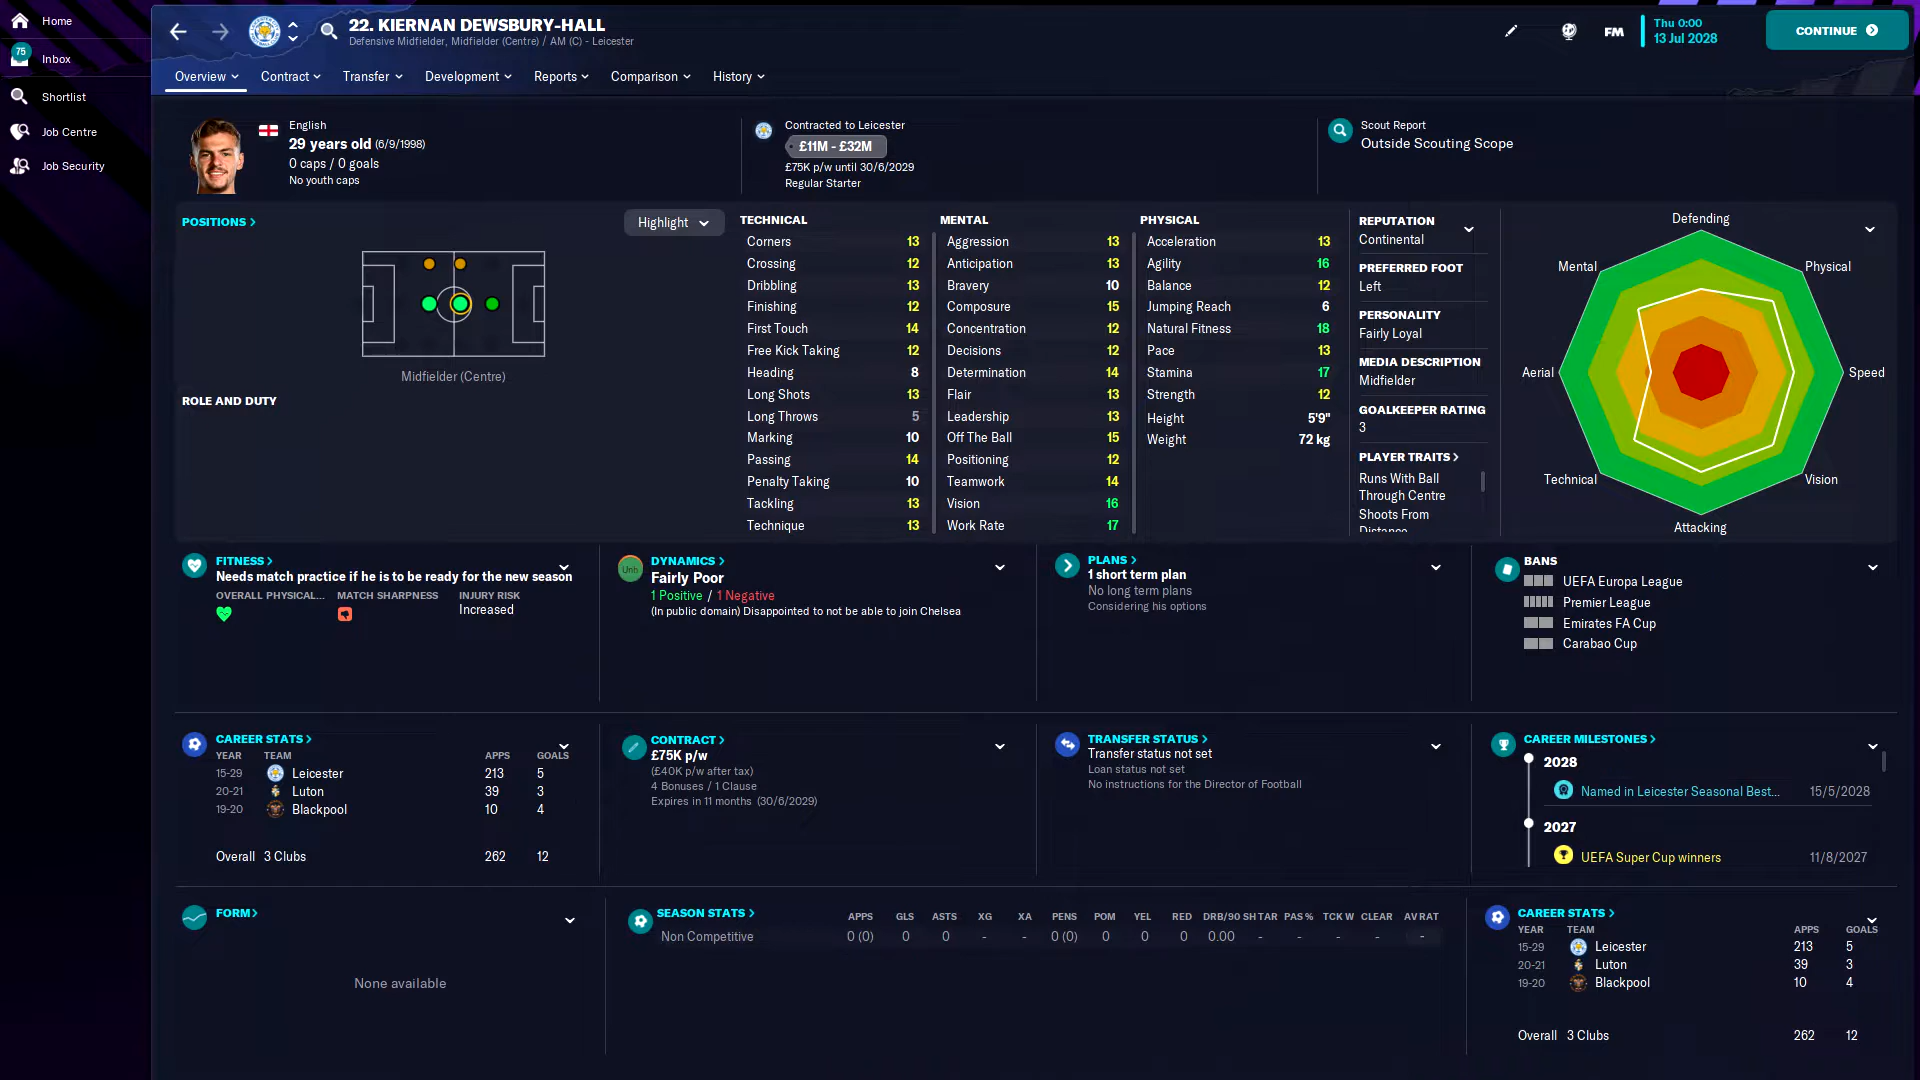 Home
75
Inbox
Shortlist
Job Centre
Job Security
22. KIERNAN DEWSBURY-HALL
Defensive Midfielder, Midfielder (Centre) / AM (C) - Leicester
FM
Thu 0:00
13 Jul 2028
CONTINUE
Overview
Contract
Transfer
Development
Reports
Comparison
History
English
29 years old (6/9/1998)
0 caps / 0 goals
No youth caps
Contracted to Leicester
£11M - £32M
£75K p/w until 30/6/2029
Regular Starter
Scout Report
Outside Scouting Scope
POSITIONS
Highlight
Midfielder (Centre)
ROLE AND DUTY
TECHNICAL
Corners 13
Crossing 12
Dribbling 13
Finishing 12
First Touch 14
Free Kick Taking 12
Heading 8
Long Shots 13
Long Throws 5
Marking 10
Passing 14
Penalty Taking 10
Tackling 13
Technique 13
MENTAL
Aggression 13
Anticipation 13
Bravery 10
Composure 15
Concentration 12
Decisions 12
Determination 14
Flair 13
Leadership 13
Off The Ball 15
Positioning 12
Teamwork 14
Vision 16
Work Rate 17
PHYSICAL
Acceleration 13
Agility 16
Balance 12
Jumping Reach 6
Natural Fitness 18
Pace 13
Stamina 17
Strength 12
Height 5'9"
Weight 72 kg
REPUTATION
Continental
PREFERRED FOOT
Left
PERSONALITY
Fairly Loyal
MEDIA DESCRIPTION
Midfielder
GOALKEEPER RATING
3
PLAYER TRAITS
Runs With Ball
Through Centre
Shoots From
Distance
Defending
Mental
Physical
Aerial
Speed
Technical
Vision
Attacking
FITNESS
Needs match practice if he is to be ready for the new season
OVERALL PHYSICAL... MATCH SHARPNESS INJURY RISK
Increased
Unh
DYNAMICS
Fairly Poor
1 Positive / 1 Negative
(In public domain) Disappointed to not be able to join Chelsea
PLANS
1 short term plan
No long term plans
Considering his options
BANS
UEFA Europa League
Premier League
Emirates FA Cup
Carabao Cup
CAREER STATS
YEAR TEAM APPS GOALS
15-29 Leicester 213 5
20-21 Luton 39 3
19-20 Blackpool 10 4
Overall 3 Clubs 262 12
CONTRACT
£75K p/w
(£40K p/w after tax)
4 Bonuses / 1 Clause
Expires in 11 months (30/6/2029)
TRANSFER STATUS
Transfer status not set
Loan status not set
No instructions for the Director of Football
CAREER MILESTONES
2028
Named in Leicester Seasonal Best... 15/5/2028
2027
UEFA Super Cup winners 11/8/2027
FORM
None available
SEASON STATS APPS GLS ASTS XG XA PENS POM YEL RED DRB/90 SH TAR PAS % TCK W CLEAR AV RAT
Non Competitive 0 (0) 0 0 - - 0 (0) 0 0 0 0.00 - - - - -
CAREER STATS
YEAR TEAM APPS GOALS
15-29 Leicester 213 5
20-21 Luton 39 3
19-20 Blackpool 10 4
Overall 3 Clubs 262 12